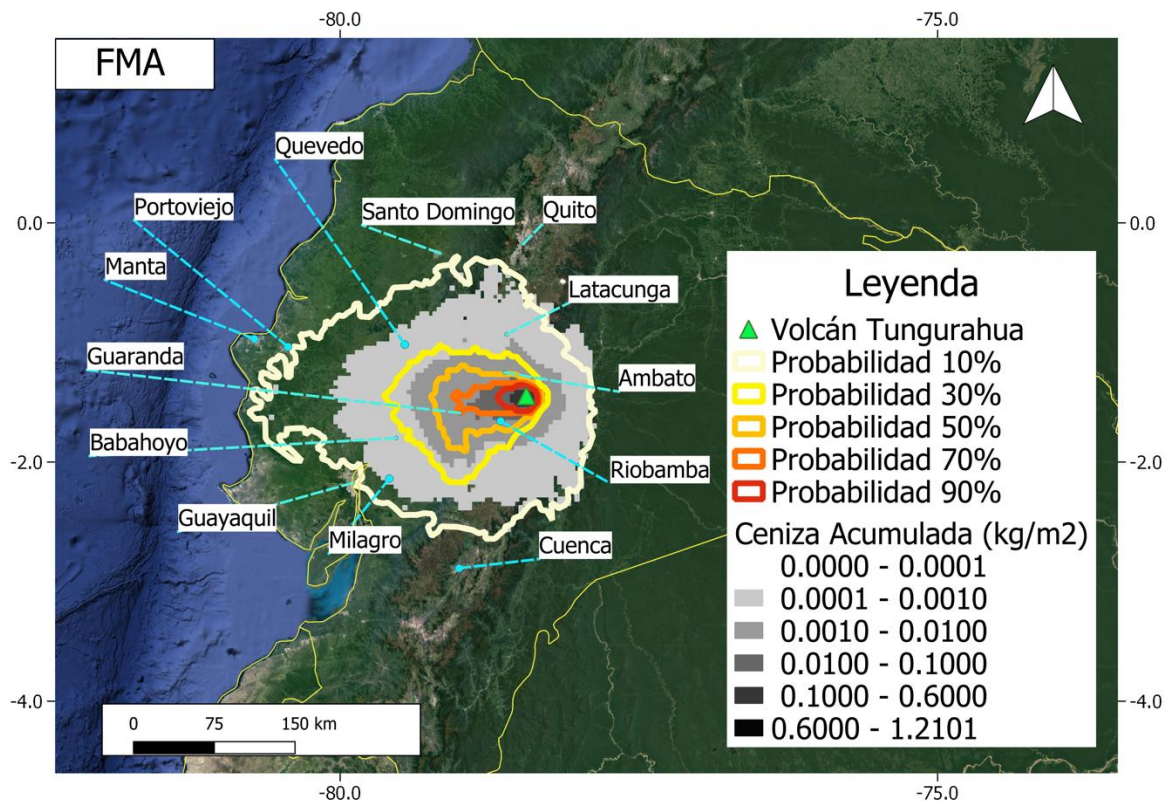 -80.0
-75.0
FMA
Quevedo
Portoviejo
Santo Domingo
Quito
0.0
0.0
Manta
Latacunga
Guaranda
Ambato
Babahoyo
Riobamba
Guayaquil
Milagro
Cuenca
-2.0
-2.0
-4.0
-4.0
Leyenda
Volcán Tungurahua
Probabilidad 10%
Probabilidad 30%
Probabilidad 50%
Probabilidad 70%
Probabilidad 90%
Ceniza Acumulada (kg/m2)
0.0000 - 0.0001
0.0001 - 0.0010
0.0010 - 0.0100
0.0100 - 0.1000
0.1000 - 0.6000
0.6000 - 1.2101
0 75 150 km
-80.0
-75.0